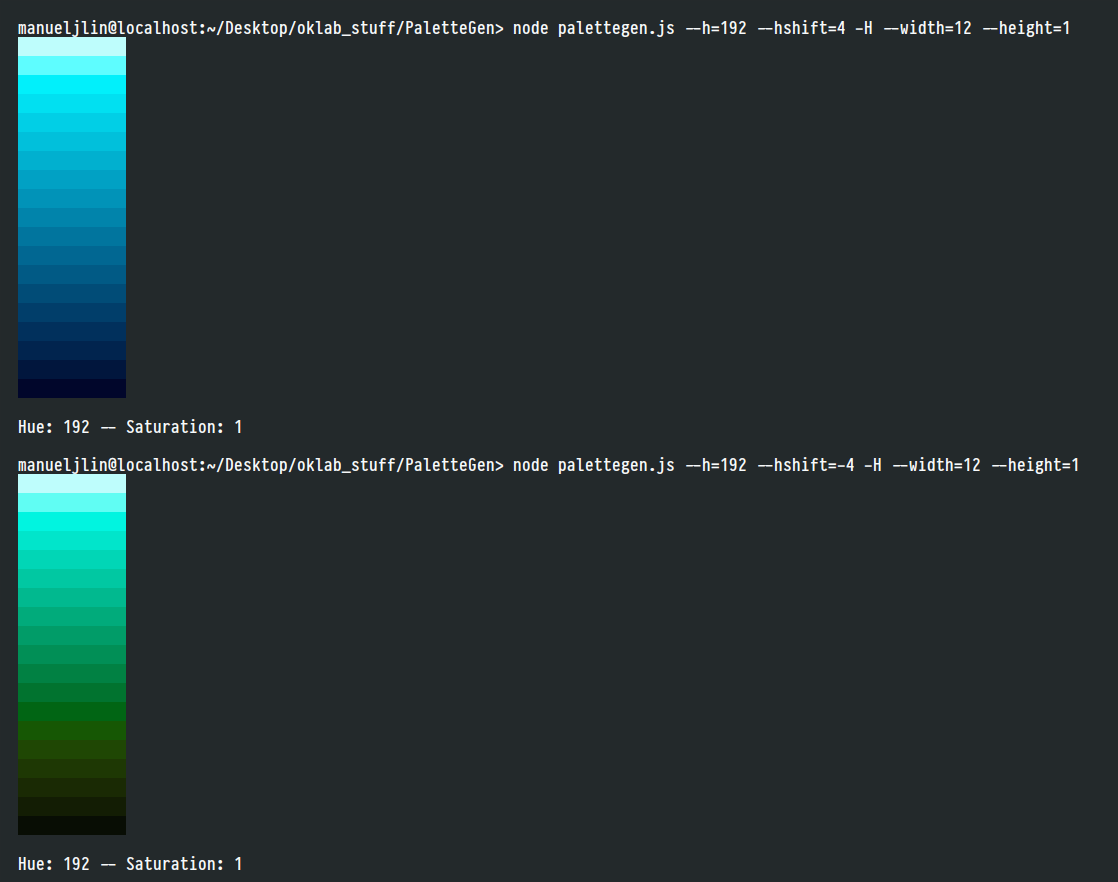 manueljlin@localhost:~/Desktop/oklab_stuff/PaletteGen> node palettegen.js --h=192 --hshift=4 -H --width=12 --height=1
Hue: 192 -- Saturation: 1
manueljlin@localhost:~/Desktop/oklab_stuff/PaletteGen> node palettegen.js --h=192 --hshift=-4 -H --width=12 --height=1
Hue: 192 -- Saturation: 1